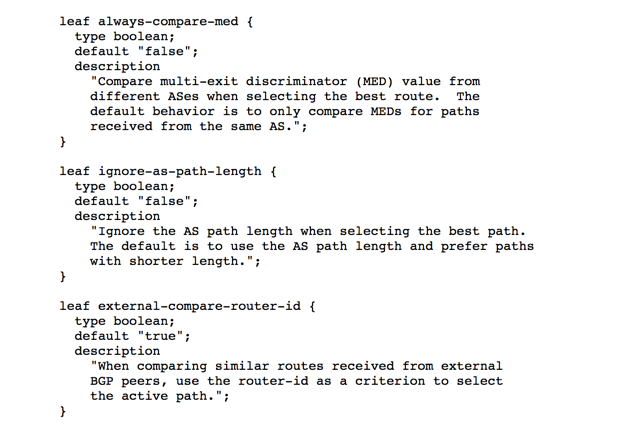 leaf always-compare-med {
type boolean;
default "false";
description
"Compare multi-exit discriminator (MED) value from
different ASes when selecting the best route.  The
default behavior is to only compare MEDs for paths
received from the same AS.";
}
leaf ignore-as-path-length {
type boolean;
default "false";
description
"Ignore the AS path length when selecting the best path.
The default is to use the AS path length and prefer paths
with shorter length.";
}
leaf external-compare-router-id {
type boolean;
default "true";
description
"When comparing similar routes received from external
BGP peers, use the router-id as a criterion to select
the active path.";
}